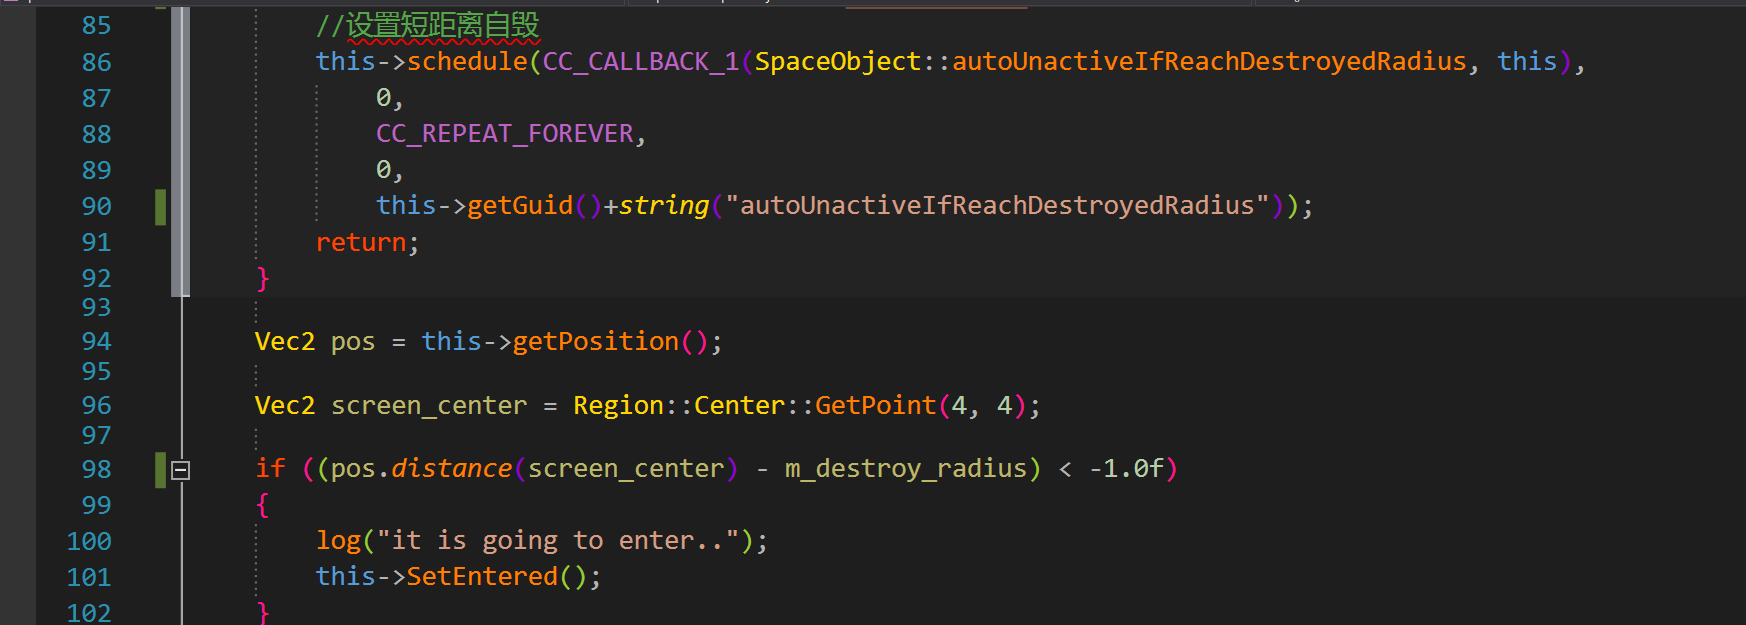 85 //设置短距离自毁
86 this->schedule(CC_CALLBACK_1(SpaceObject::autoUnactiveIfReachDestroyedRadius, this),
87 0,
88 CC_REPEAT_FOREVER,
89 0,
90 this->getGuid()+string("autoUnactiveIfReachDestroyedRadius"));
91 return;
92 }
93
94 Vec2 pos = this->getPosition();
95
96 Vec2 screen_center = Region::Center::GetPoint(4, 4);
97
98 if ((pos.distance(screen_center) - m_destroy_radius) < -1.0f)
99 {
100 log("it is going to enter..");
101 this->SetEntered();
102 }